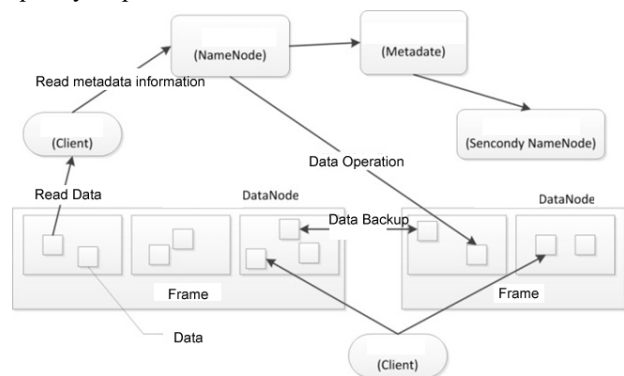 (NameNode)
(Metadate)
Read metadata information
(Client)
(Sencondy NameNode)
Data Operation
Read Data
DataNode
DataNode
Data Backup
Frame
Frame
Data
(Client)